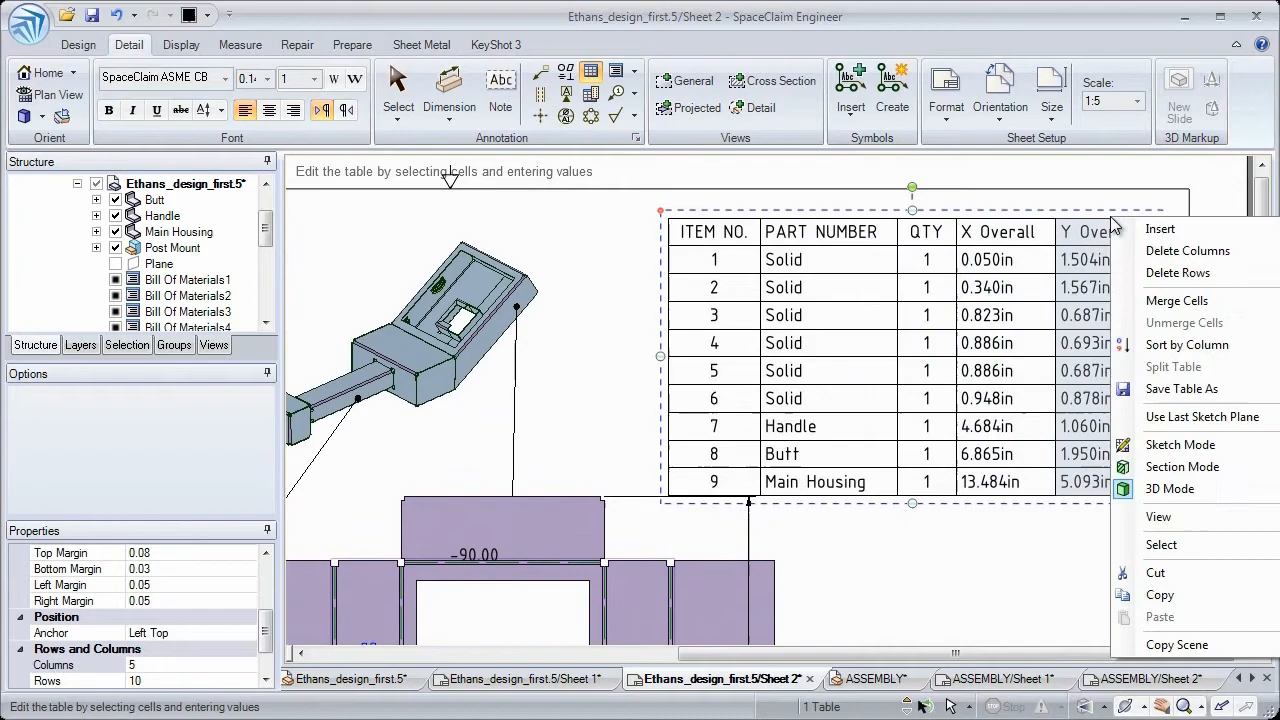 Ethans_design_first.5/Sheet 2* - SpaceClaim Engineer
Design Detail Display Measure Repair Prepare Sheet Metal KeyShot 3
Home
Plan View
Orient
SpaceClaim ASME CB 0.1 1 W W
B I U abc A
Font
Select
Dimension
Abc
Note
Annotation
General Cross Section
Projected Detail
Views
Insert
Create
Symbols
Format
Orientation
Size
Scale:
1:5
Sheet Setup
New
Slide
3D Markup
Structure
Ethans_design_first.5*
Butt
Handle
Main Housing
Post Mount
Plane
Bill Of Materials1
Bill Of Materials2
Bill Of Materials3
Bill Of Materials4
Structure Layers Selection Groups Views
Options
Properties
Top Margin 0.08
Bottom Margin 0.03
Left Margin 0.05
Right Margin 0.05
Position
Anchor Left Top
Rows and Columns
Columns 5
Rows 10
Edit the table by selecting cells and entering values
ITEM NO. PART NUMBER QTY X Overall Y Over
1 Solid 1 0.050in 1.504in
2 Solid 1 0.340in 1.567in
3 Solid 1 0.823in 0.687in
4 Solid 1 0.886in 0.693in
5 Solid 1 0.886in 0.687in
6 Solid 1 0.948in 0.878in
7 Handle 1 4.684in 1.060in
8 Butt 1 6.865in 1.950in
9 Main Housing 1 13.484in 5.093in
-90.00
Insert
Delete Columns
Delete Rows
Merge Cells
Unmerge Cells
Sort by Column
Split Table
Save Table As
Use Last Sketch Plane
Sketch Mode
Section Mode
3D Mode
View
Select
Cut
Copy
Paste
Copy Scene
Ethans_design_first.5* Ethans_design_first.5/Sheet 1* Ethans_design_first.5/Sheet 2* ASSEMBLY* ASSEMBLY/Sheet 1* ASSEMBLY/Sheet 2*
Edit the table by selecting cells and entering values
1 Table
Stop